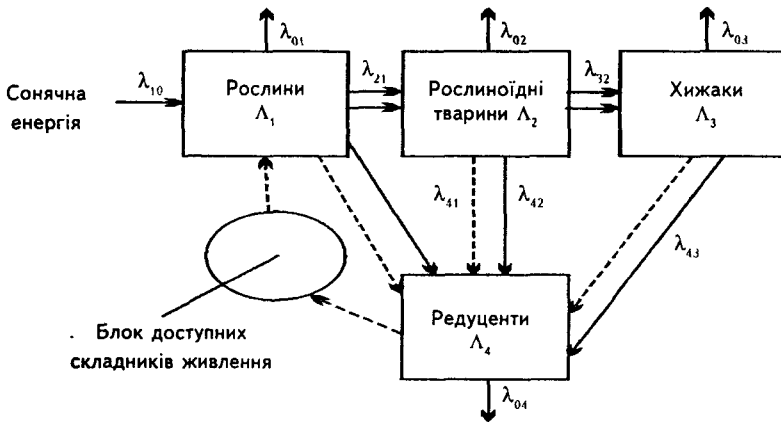 λ₀₁
λ₀₂
λ₀₃
Сонячна
енергія
λ₁₀
Рослини
Λ₁
λ₂₁
Рослиноїдні
тварини Λ₂
λ₃₂
Хижаки
Λ₃
λ₄₁
λ₄₂
λ₄₃
Редуценти
Λ₄
. Блок доступних
складників живлення
λ₀₄